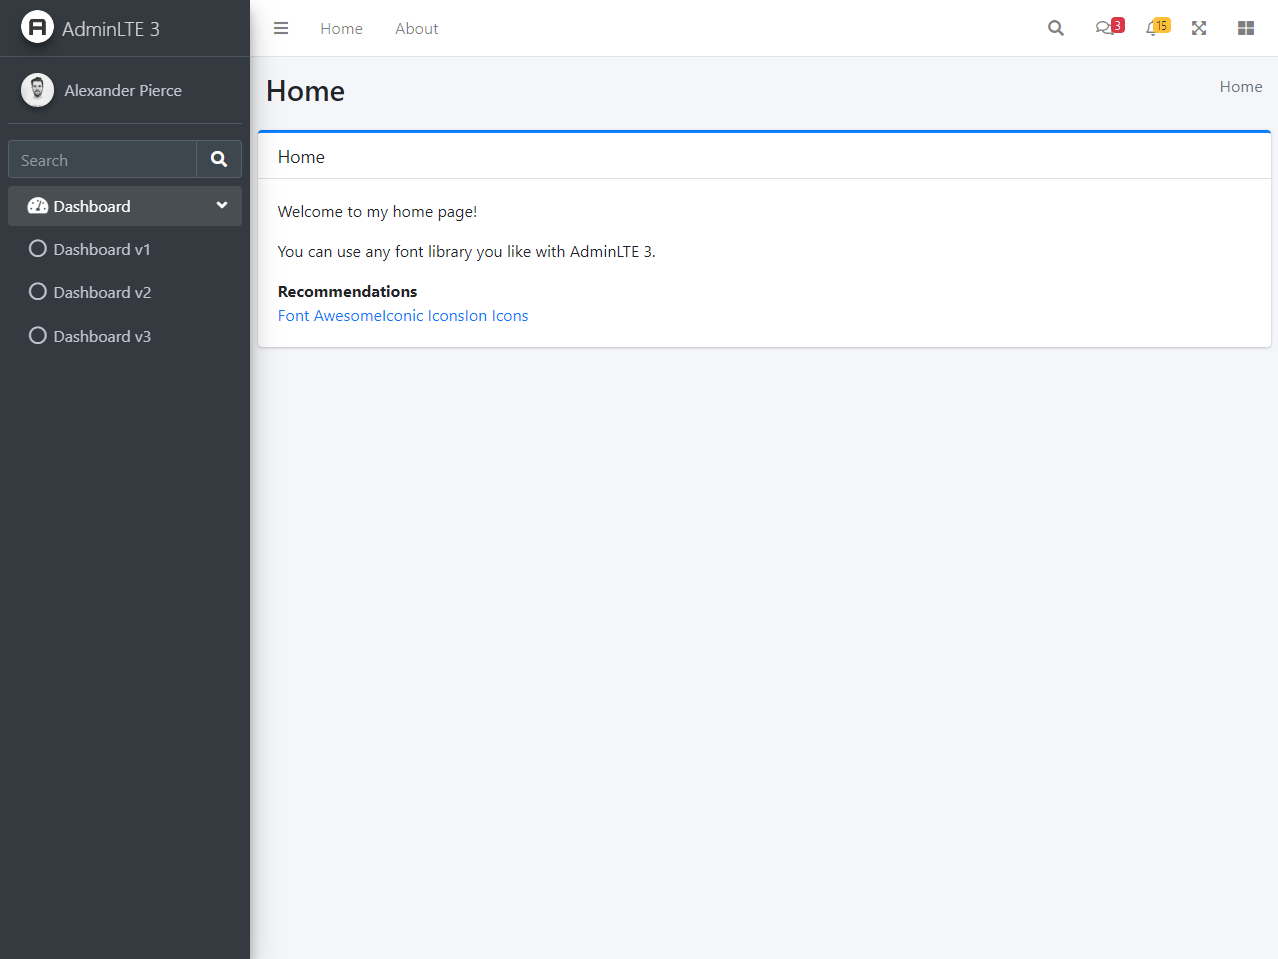 AdminLTE 3
Home
About
3
15
Alexander Pierce
Search
Dashboard
Dashboard v1
Dashboard v2
Dashboard v3
Home
Home
Home
Welcome to my home page!
You can use any font library you like with AdminLTE 3.
Recommendations
Font AwesomeIconic IconsIon Icons